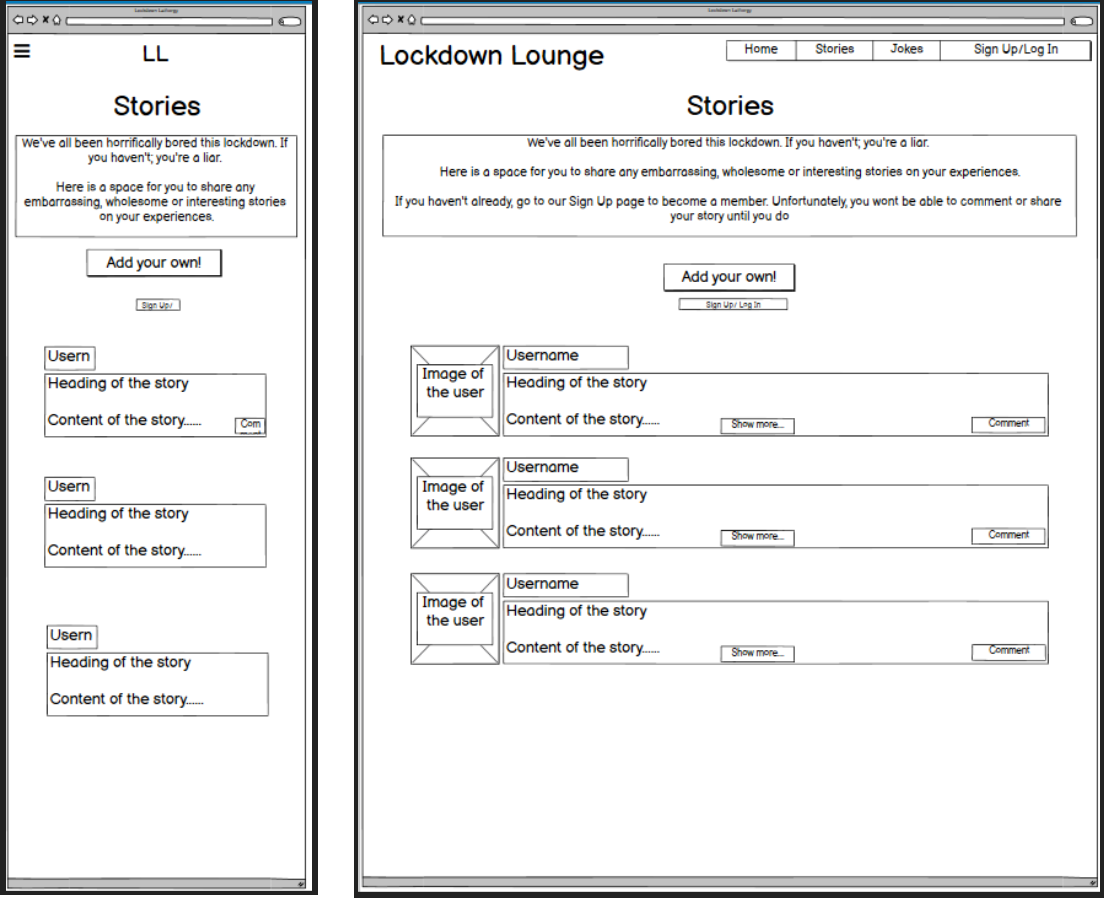 Lockdown Lethargy
LL
Stories
We've all been horrifically bored this lockdown. If
you haven't; you're a liar.
Here is a space for you to share any
embarrassing, wholesome or interesting stories
on your experiences.
Add your own!
Sign Up/
Usern
Heading of the story
Content of the story......
Com
Usern
Heading of the story
Content of the story......
Usern
Heading of the story
Content of the story......
Lockdown Lethargy
Lockdown Lounge
Home
Stories
Jokes
Sign Up/Log In
Stories
We've all been horrifically bored this lockdown. If you haven't; you're a liar.
Here is a space for you to share any embarrassing, wholesome or interesting stories on your experiences.
If you haven't already, go to our Sign Up page to become a member. Unfortunately, you wont be able to comment or share
your story until you do
Add your own!
Sign Up/ Log In
Image of
the user
Username
Heading of the story
Content of the story......
Show more...
Comment
Image of
the user
Username
Heading of the story
Content of the story......
Show more...
Comment
Image of
the user
Username
Heading of the story
Content of the story......
Show more...
Comment